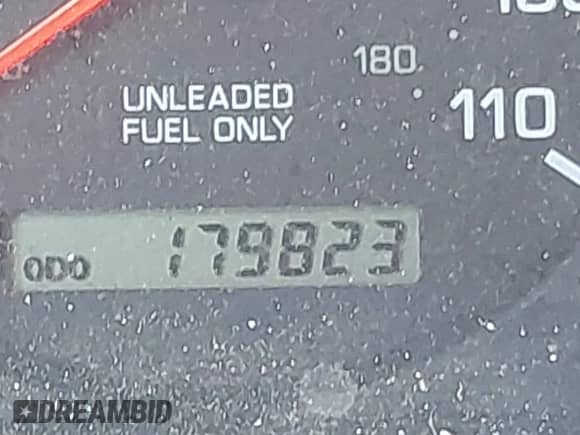 180
UNLEADED
FUEL ONLY
110
ODO 179823
DREAMBID